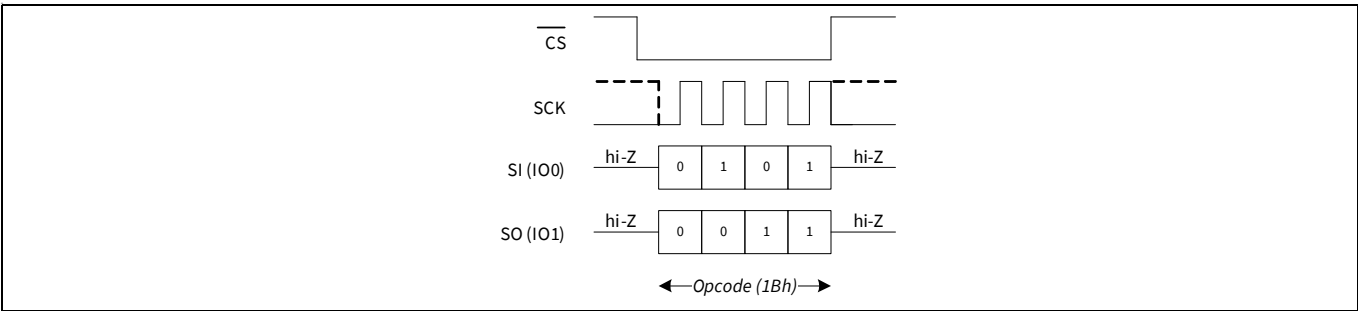 CS
SCK
SI (IO0) hi-Z 0 1 0 1 hi-Z
SO (IO1) hi-Z 0 0 1 1 hi-Z
Opcode (1Bh)